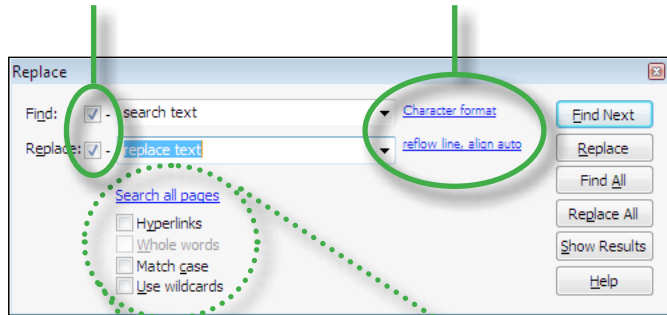 Replace
Find: - search text Character format Find Next
Replace: - replace text reflow line, align auto Replace
Find All
Search all pages Replace All
Hyperlinks
Whole words Show Results
Match case
Use wildcards Help